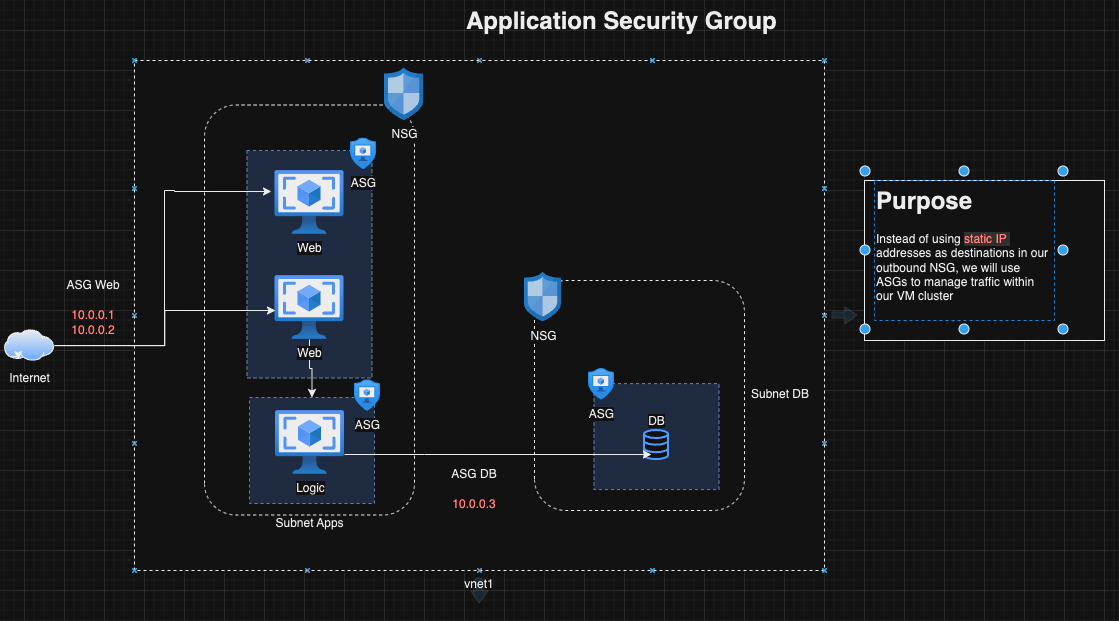 Application Security Group
NSG
ASG
Web
ASG Web
10.0.0.1
10.0.0.2
Internet
Web
ASG
Logic
Subnet Apps
ASG DB
10.0.0.3
NSG
ASG
DB
Subnet DB
vnet1
Purpose
Instead of using static IP
addresses as destinations in our
outbound NSG, we will use
ASGs to manage traffic within
our VM cluster